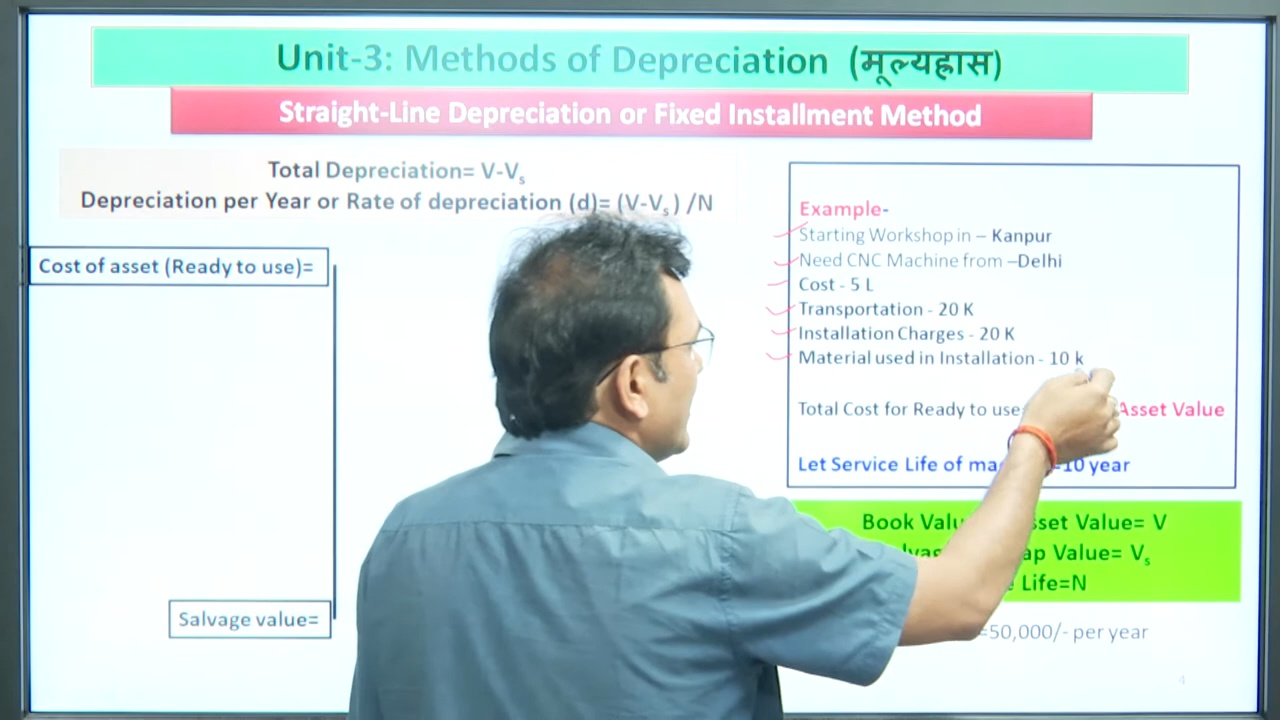 Unit-3: Methods of Depreciation (मूल्यह्रास)
Straight-Line Depreciation or Fixed Installment Method
Total Depreciation= V-Vs
Depreciation per Year or Rate of depreciation (d)= (V-Vs) /N
Cost of asset (Ready to use)=
Salvage value=
Example-
Starting Workshop in – Kanpur
Need CNC Machine from –Delhi
Cost - 5 L
Transportation - 20 K
Installation Charges - 20 K
Material used in Installation - 10 k
Total Cost for Ready to use Asset Value
Let Service Life of =10 year
Book Value= V
Value= Vs
Life=N
=50,000/- per year
4